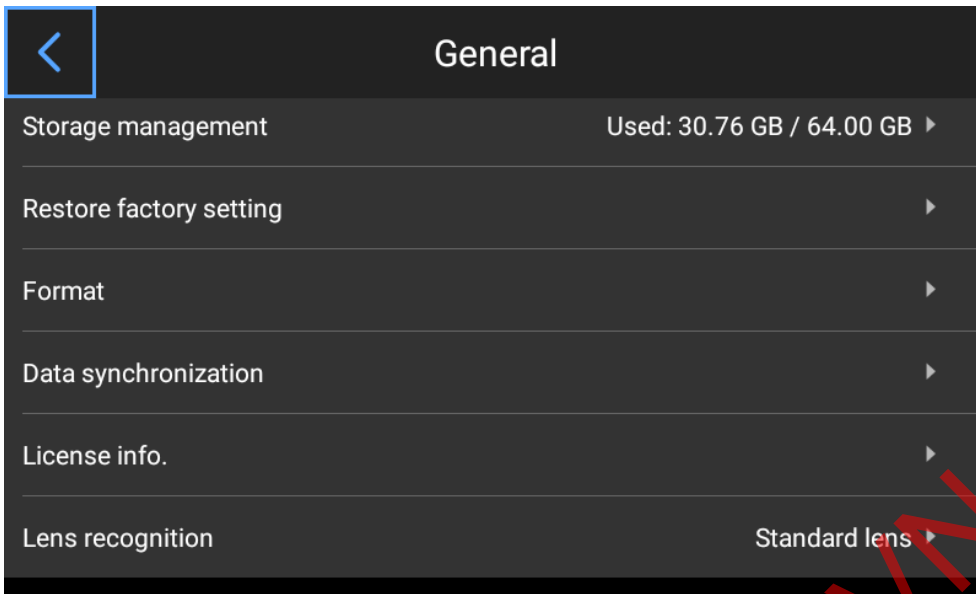 General
Storage management Used: 30.76 GB / 64.00 GB
Restore factory setting
Format
Data synchronization
License info.
Lens recognition Standard lens